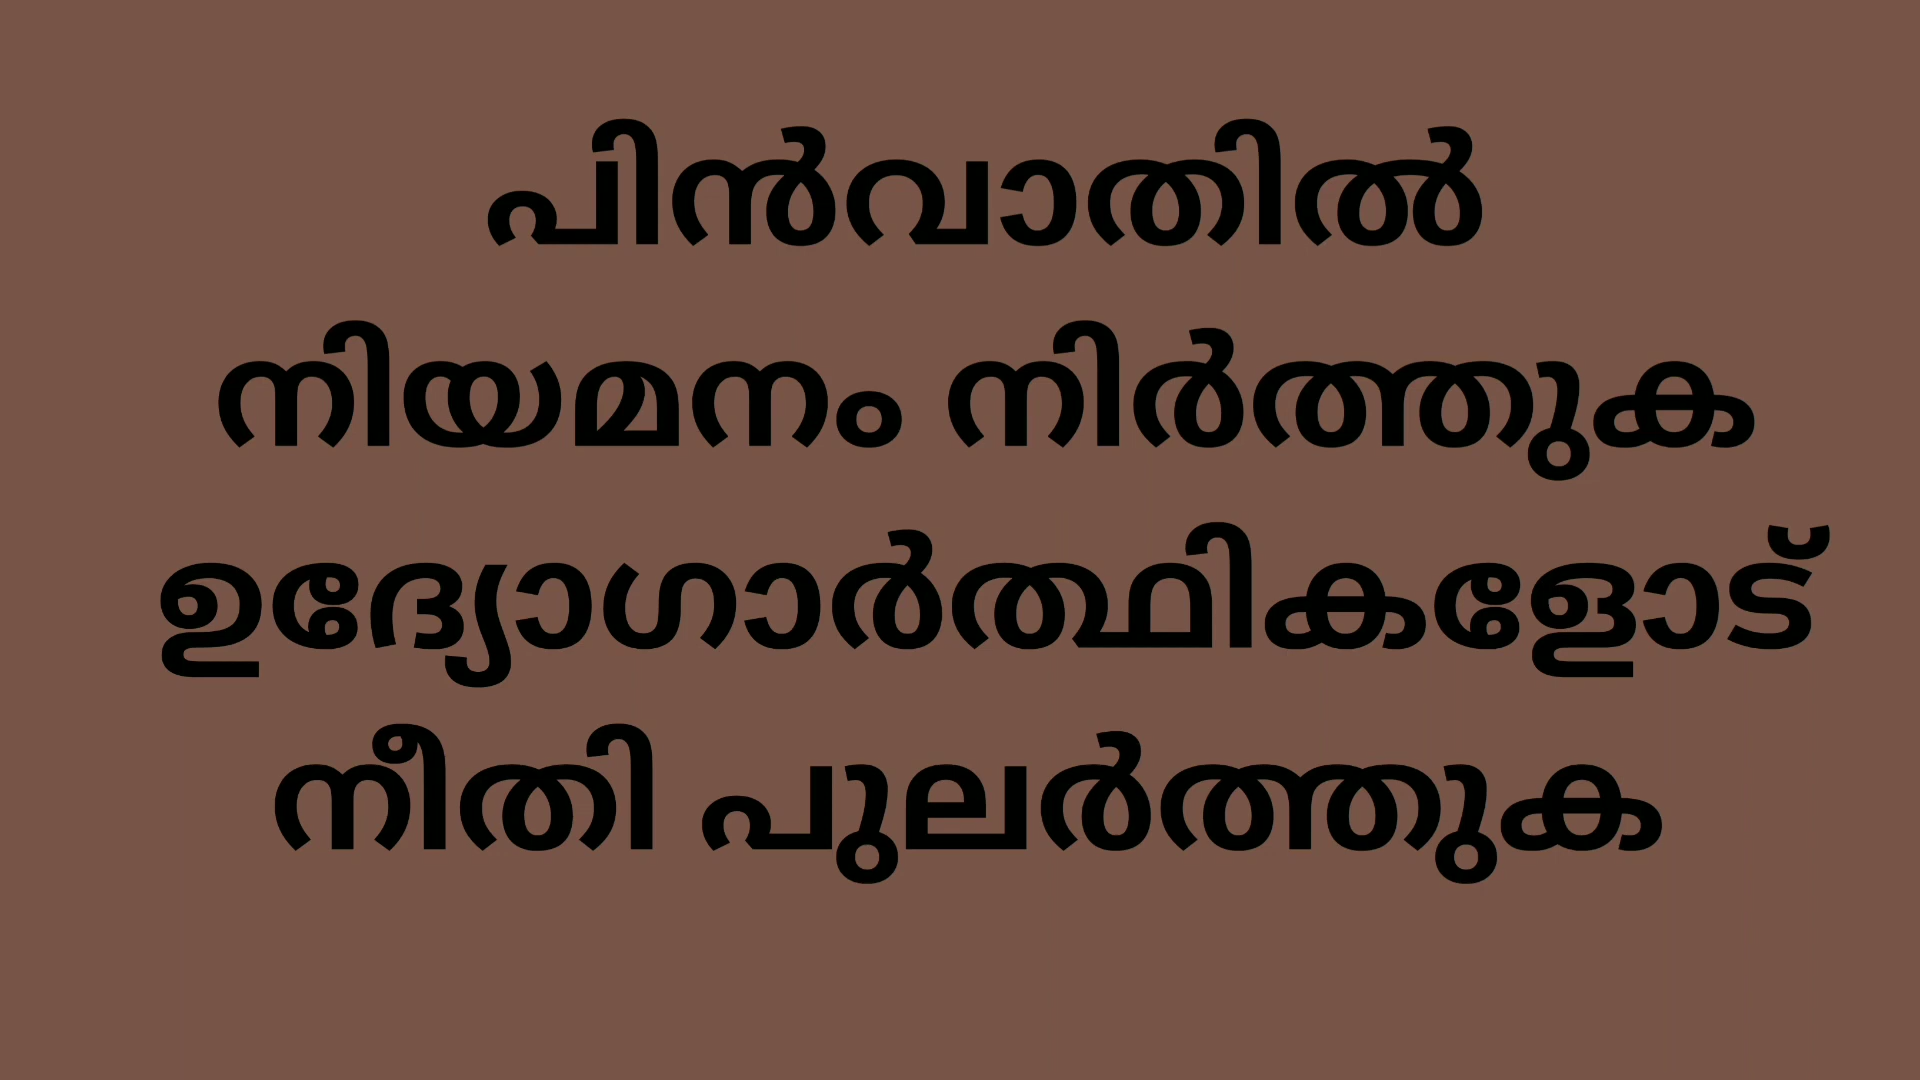 പിൻവാതിൽ
നിയമനം നിർത്തുക
ഉദ്യോഗാർത്ഥികളോട്
നീതി പുലർത്തുക